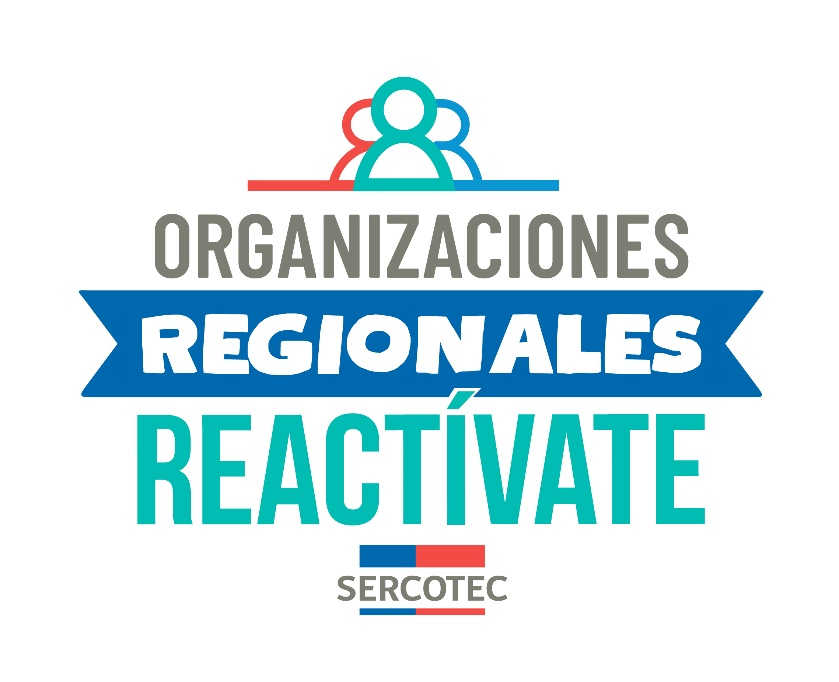 ORGANIZACIONES
REGIONALES
REACTÍVATE
SERCOTEC